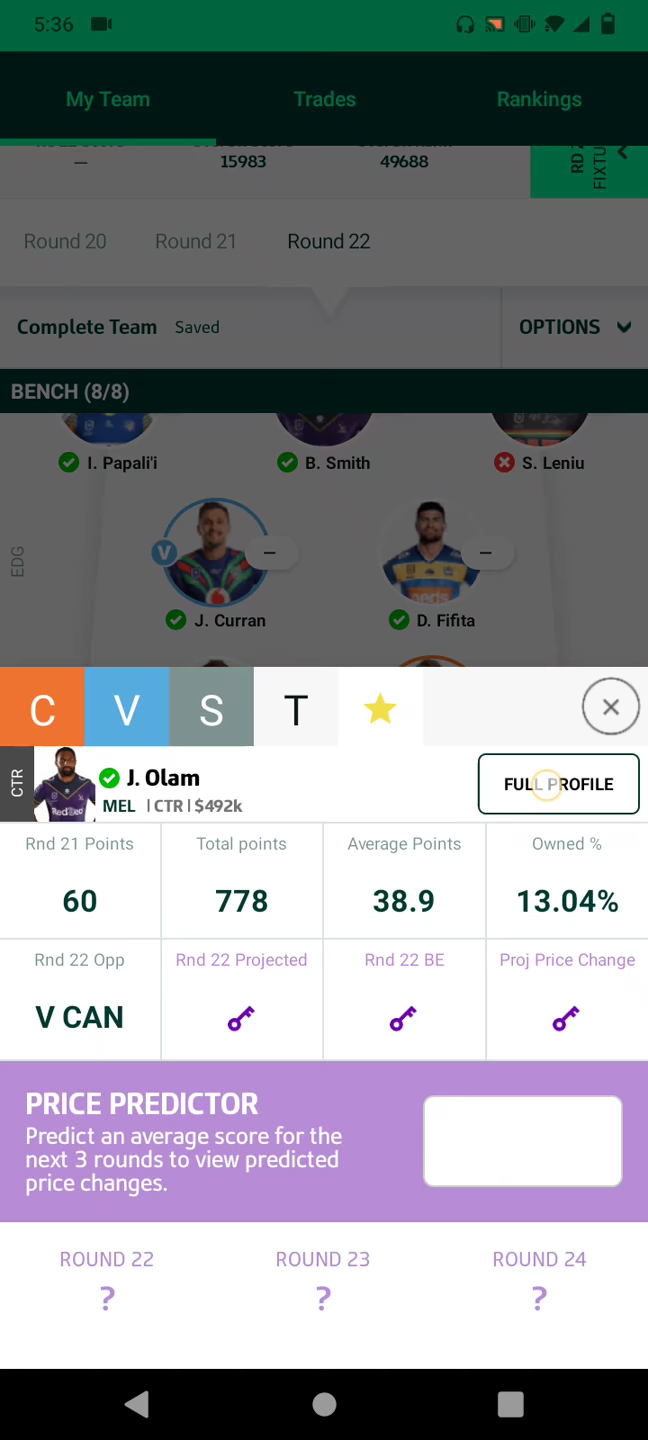 5:36
My Team
Trades
Rankings
15983
49688
Round 20
Round 21
Round 22
Complete Team
Saved
OPTIONS
BENCH (8/8)
I. Papali'i
B. Smith
S. Leniu
EDG
V
J. Curran
D. Fifita
C
V
S
T
CTR
J. Olam
MEL | CTR | $492k
FULL PROFILE
Rnd 21 Points
Total points
Average Points
Owned %
60
778
38.9
13.04%
Rnd 22 Opp
Rnd 22 Projected
Rnd 22 BE
Proj Price Change
V CAN
PRICE PREDICTOR
Predict an average score for the
next 3 rounds to view predicted
price changes.
ROUND 22
ROUND 23
ROUND 24
?
?
?